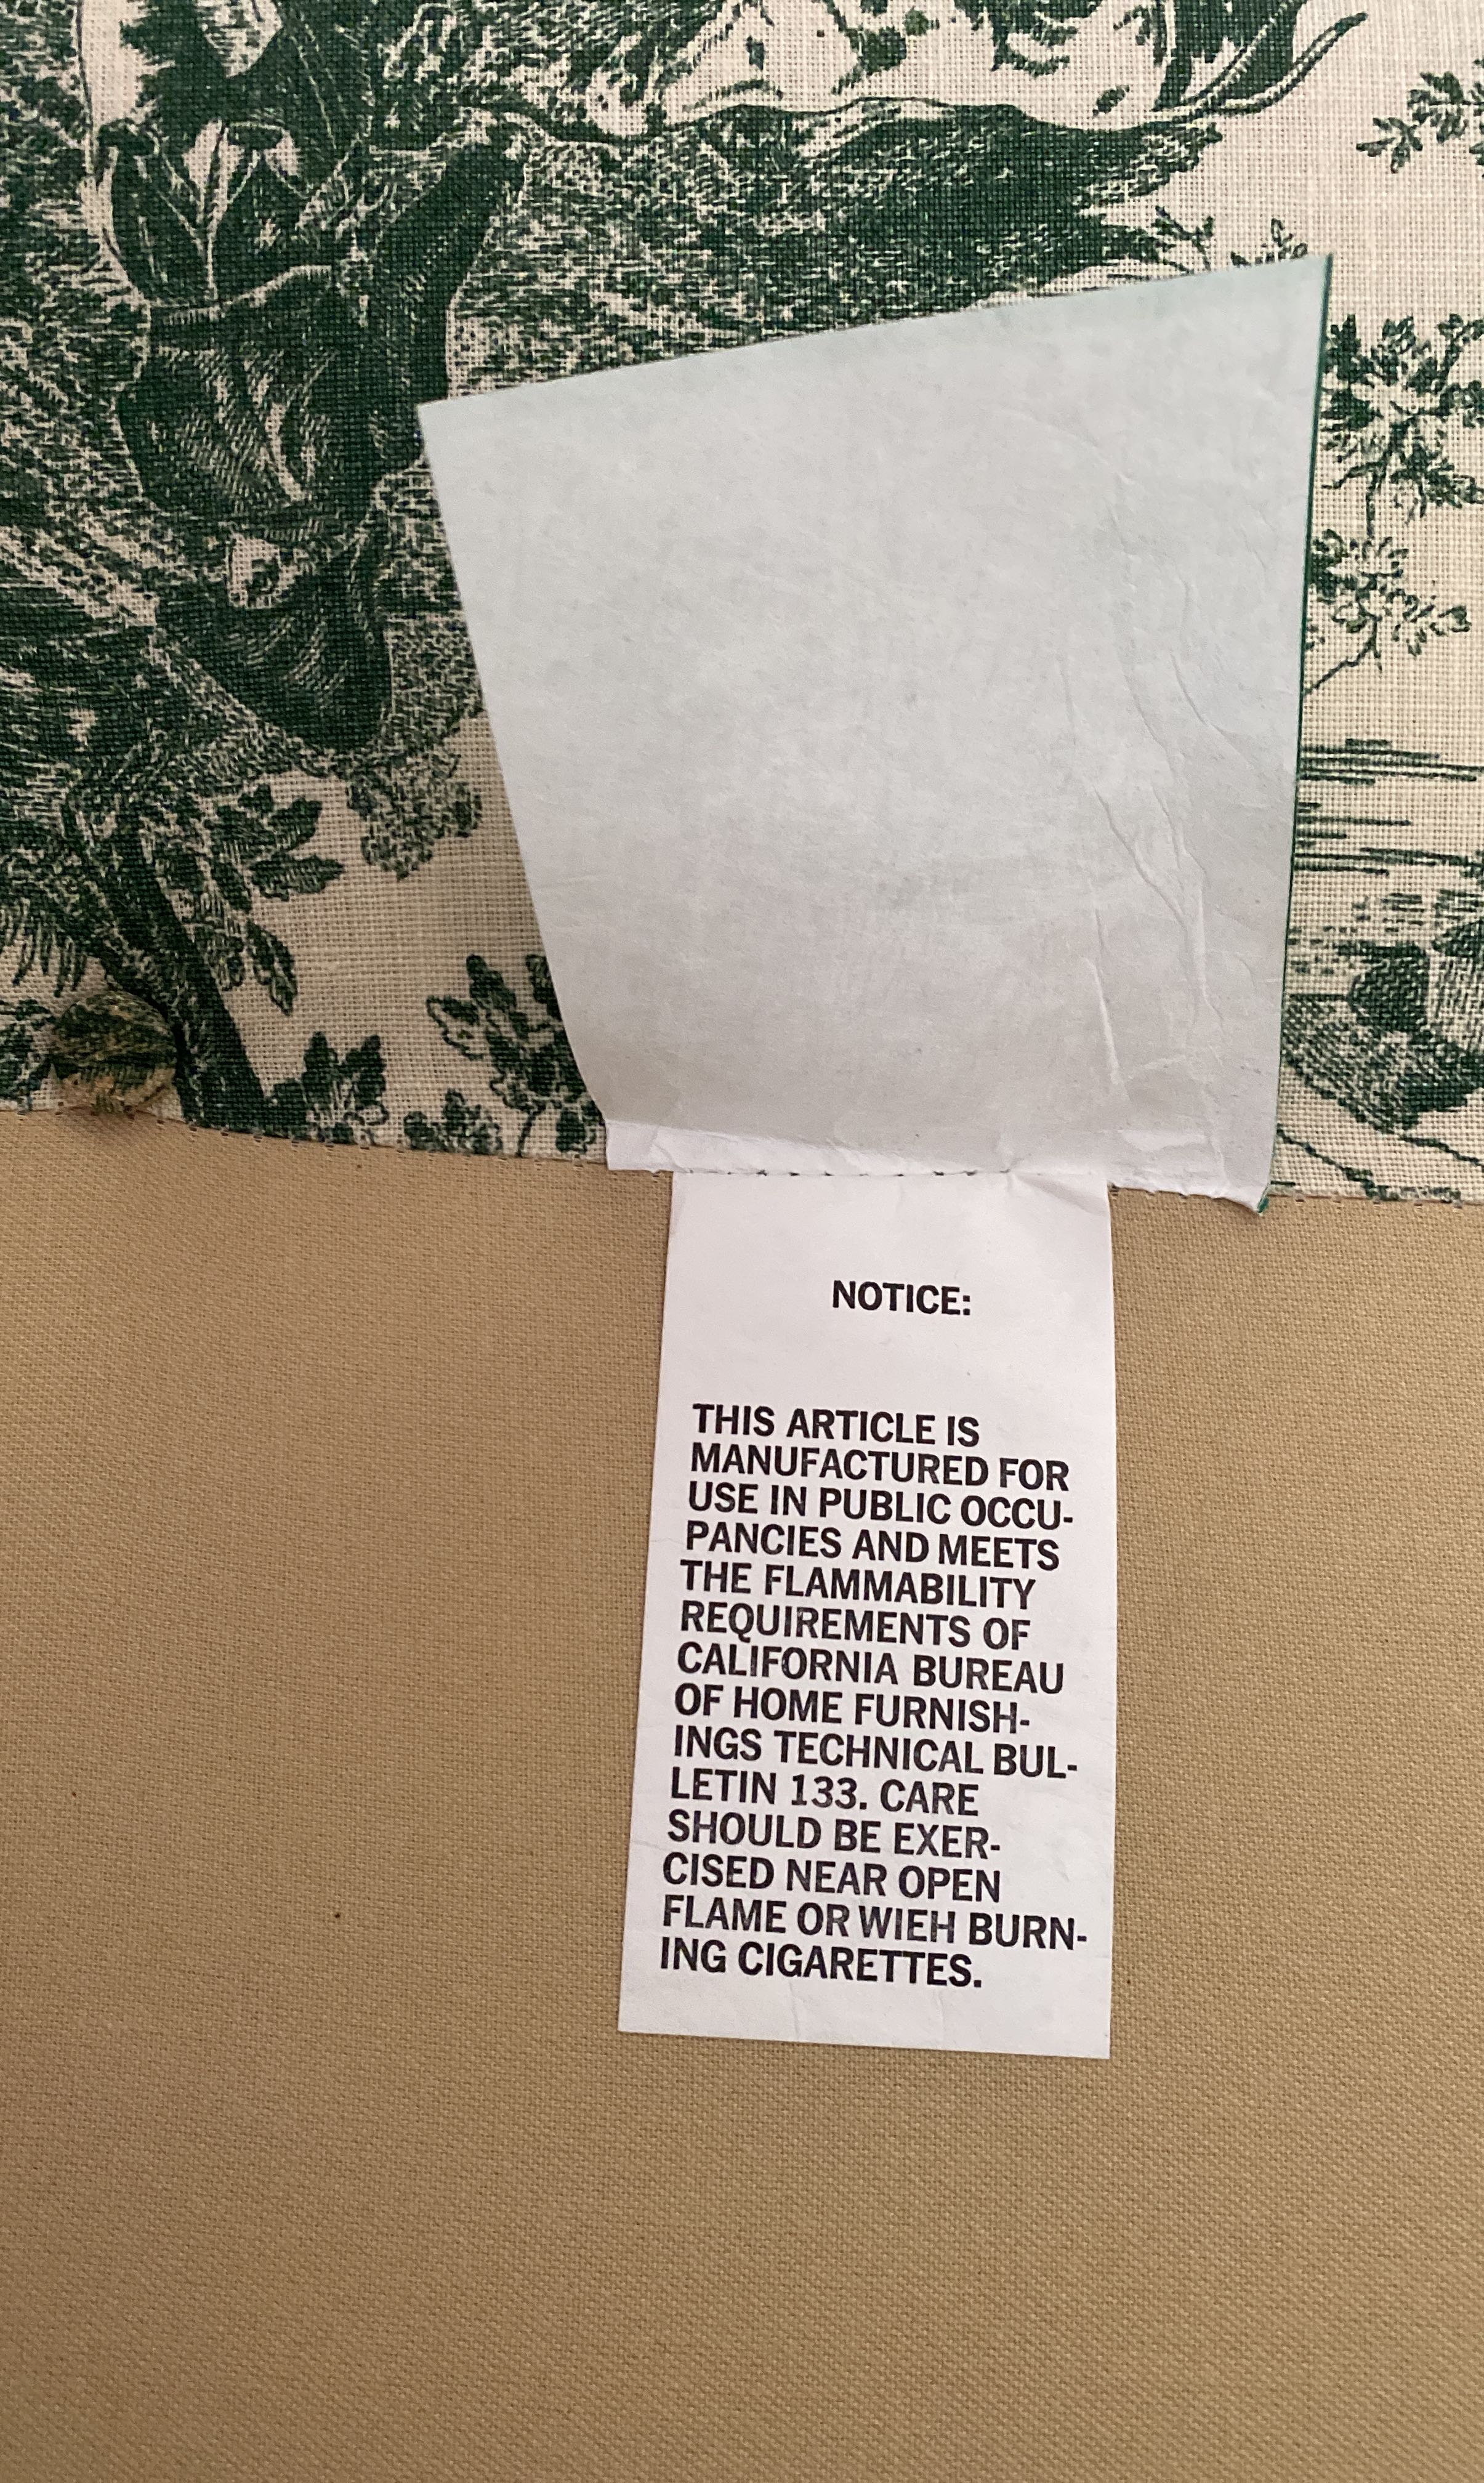 NOTICE:
THIS ARTICLE IS
MANUFACTURED FOR
USE IN PUBLIC OCCU-
PANCIES AND MEETS
THE FLAMMABILITY
REQUIREMENTS OF
CALIFORNIA BUREAU
OF HOME FURNISH-
INGS TECHNICAL BUL-
LETIN 133. CARE
SHOULD BE EXER-
CISED NEAR OPEN
FLAME OR WIEH BURN-
ING CIGARETTES.